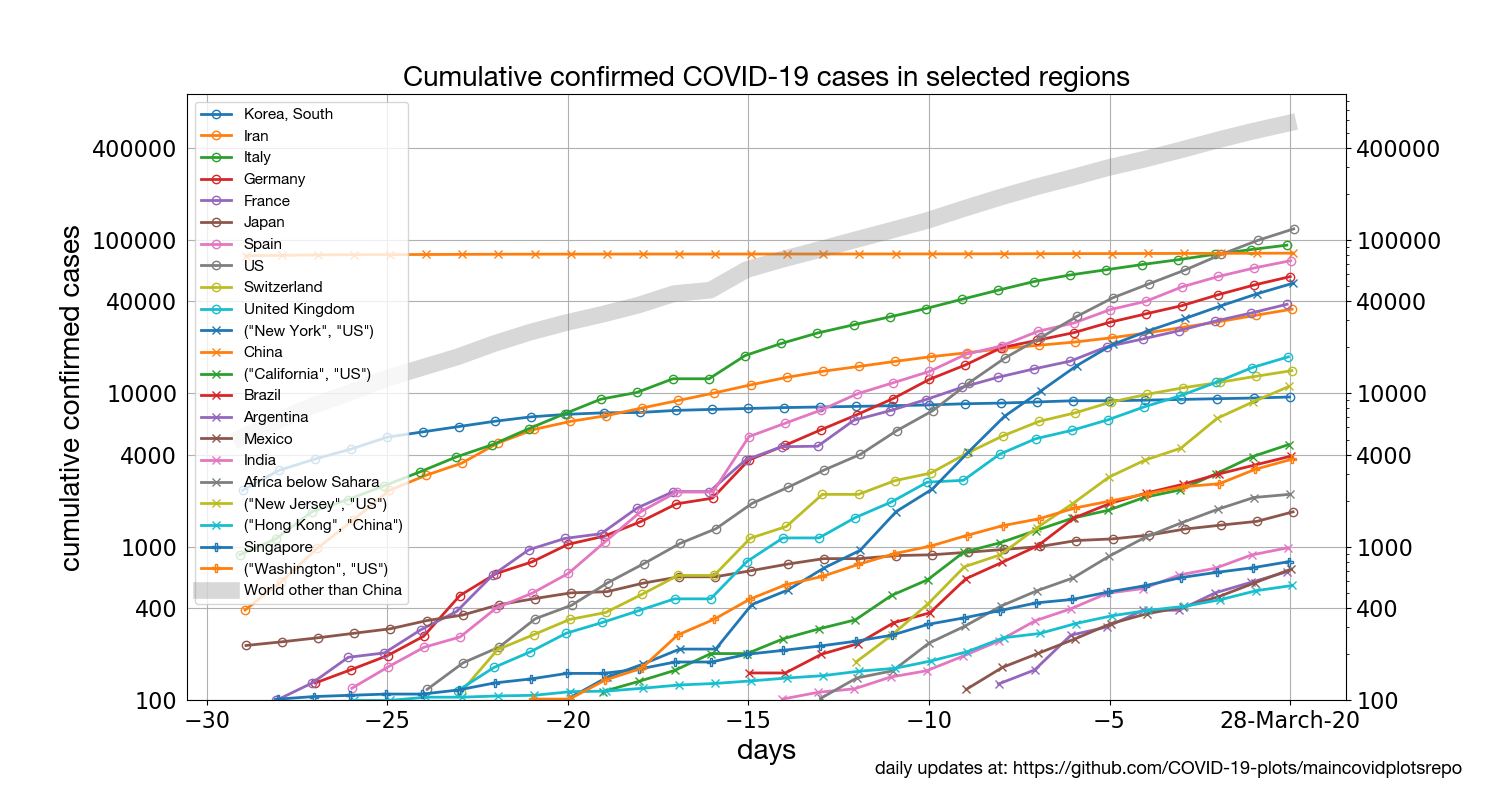 Cumulative confirmed COVID-19 cases in selected regions
cumulative confirmed cases
400000
100000
40000
10000
4000
1000
400
100
Korea, South
Iran
Italy
Germany
France
Japan
Spain
US
Switzerland
United Kingdom
("New York", "US")
China
("California", "US")
Brazil
Argentina
Mexico
India
Africa below Sahara
("New Jersey", "US")
("Hong Kong", "China")
Singapore
("Washington", "US")
World other than China
400000
100000
40000
10000
4000
1000
400
100
−30 −25 −20 −15 −10 −5 28-March-20
days
daily updates at: https://github.com/COVID-19-plots/maincovidplotsrepo